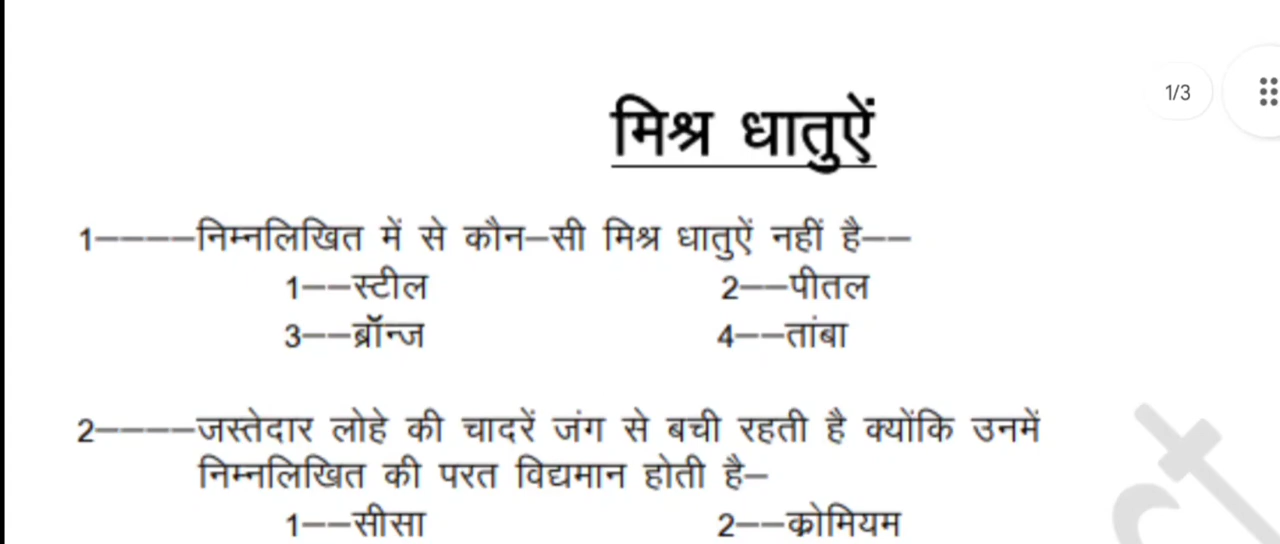 1/3
मिश्र धातुऐं
1————निम्नलिखित में से कौन–सी मिश्र धातुऐं नहीं है——
1——स्टील 2——पीतल
3——ब्रॉन्ज 4——तांबा
2————जस्तेदार लोहे की चादरें जंग से बची रहती है क्योंकि उनमें
निम्नलिखित की परत विद्यमान होती है–
1——सीसा 2——क्रोमियम